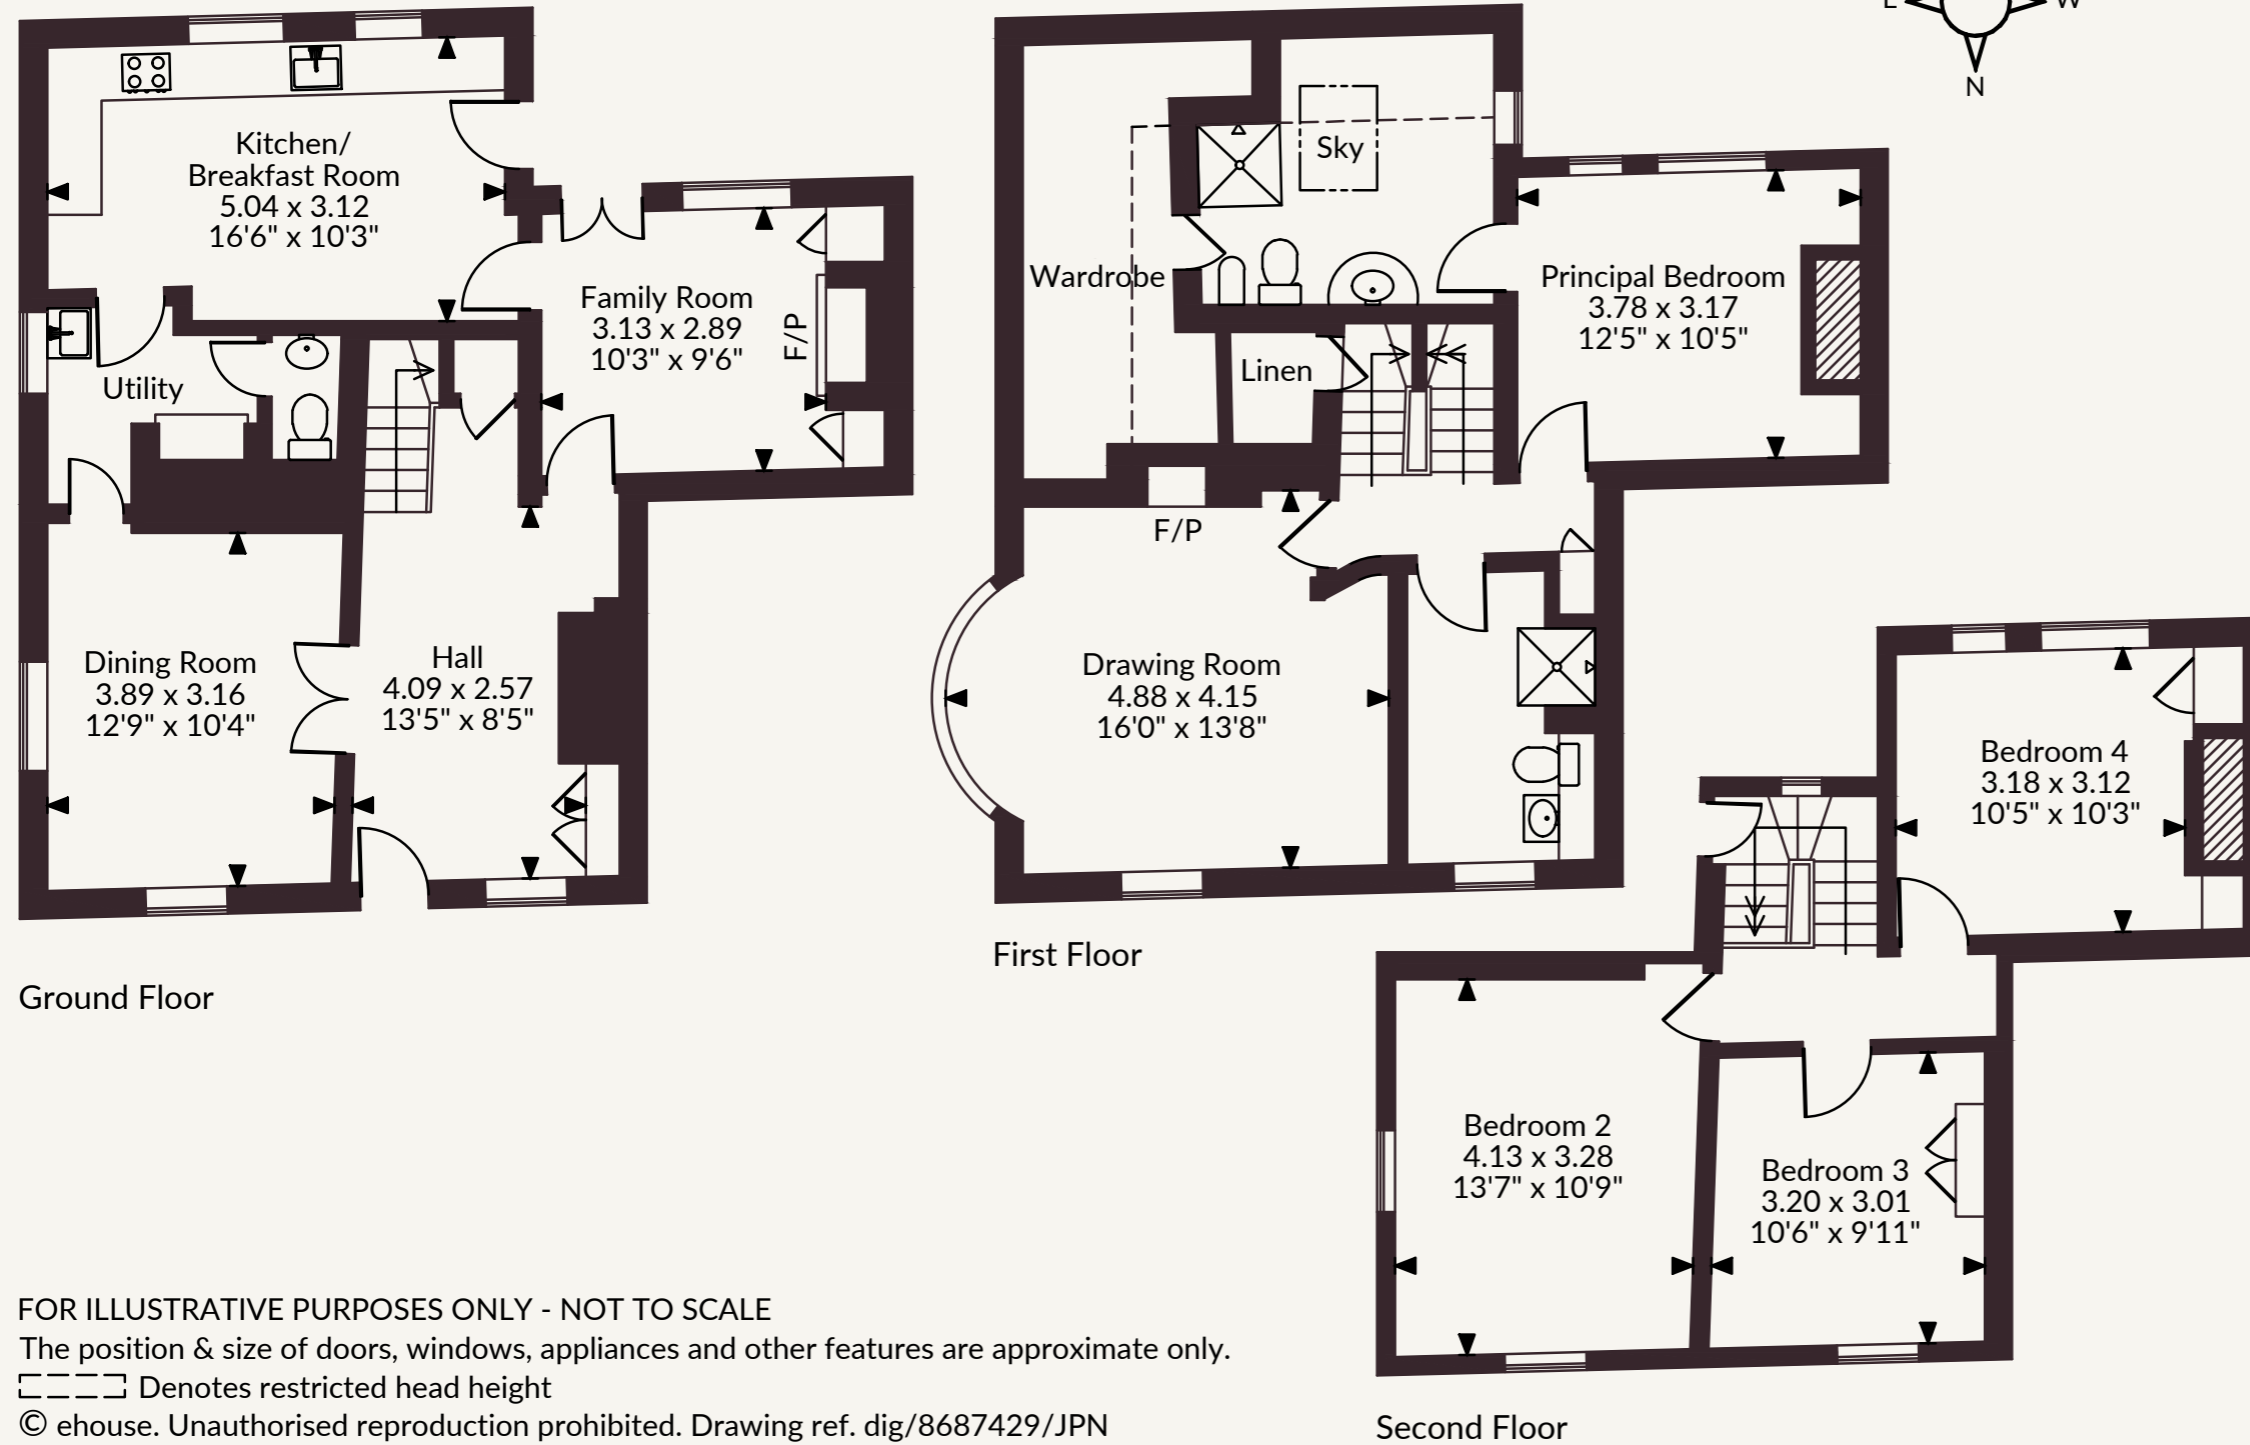 E
W
N
Kitchen/
Breakfast Room
5.04 x 3.12
16'6" x 10'3"
Family Room
3.13 x 2.89
10'3" x 9'6"
F/P
Utility
Dining Room
3.89 x 3.16
12'9" x 10'4"
Hall
4.09 x 2.57
13'5" x 8'5"
Ground Floor
Sky
Wardrobe
Principal Bedroom
3.78 x 3.17
12'5" x 10'5"
Linen
F/P
Drawing Room
4.88 x 4.15
16'0" x 13'8"
First Floor
Bedroom 4
3.18 x 3.12
10'5" x 10'3"
Bedroom 2
4.13 x 3.28
13'7" x 10'9"
Bedroom 3
3.20 x 3.01
10'6" x 9'11"
Second Floor
FOR ILLUSTRATIVE PURPOSES ONLY - NOT TO SCALE
The position & size of doors, windows, appliances and other features are approximate only.
Denotes restricted head height
© ehouse. Unauthorised reproduction prohibited. Drawing ref. dig/8687429/JPN